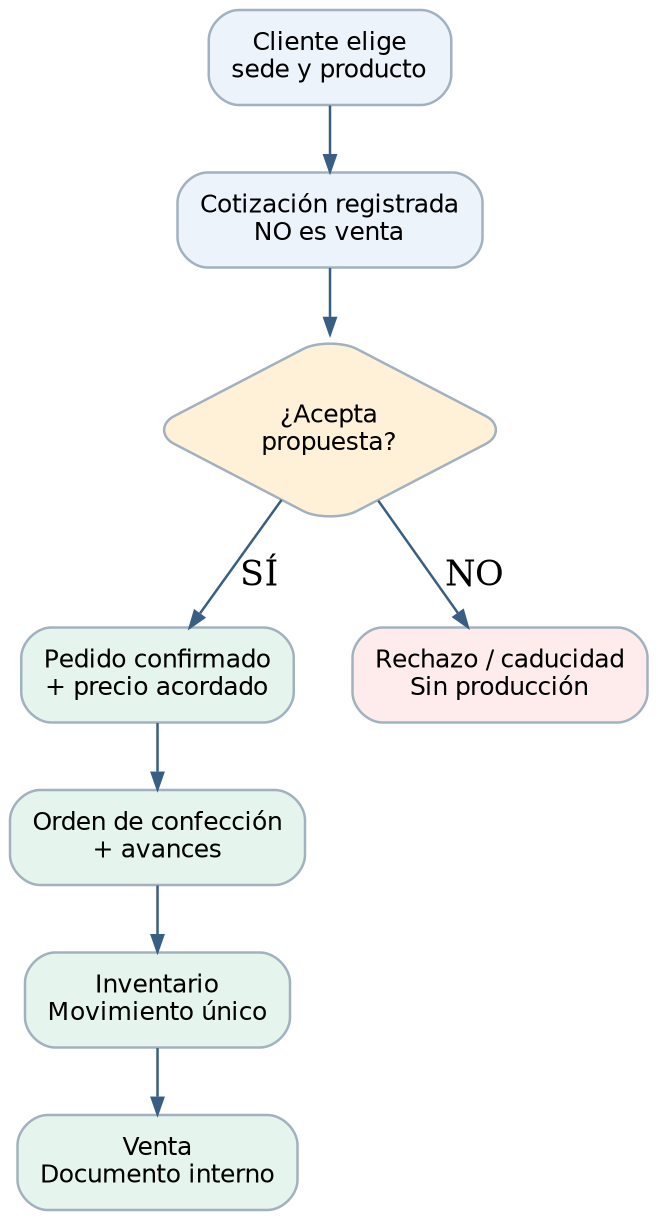 Cliente elige
sede y producto
Cotización registrada
NO es venta
¿Acepta
propuesta?
SÍ
NO
Pedido confirmado
+ precio acordado
Rechazo / caducidad
Sin producción
Orden de confección
+ avances
Inventario
Movimiento único
Venta
Documento interno